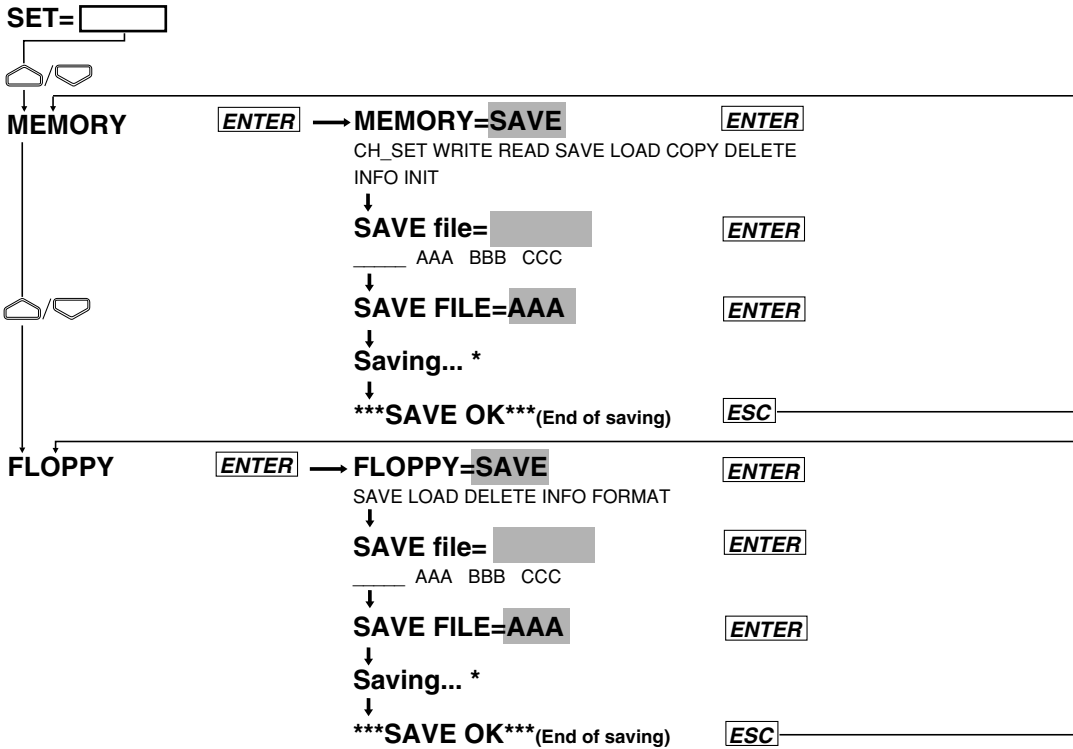 SET=
/
MEMORY ENTER MEMORY=SAVE ENTER
CH_SET WRITE READ SAVE LOAD COPY DELETE
INFO INIT
SAVE file= ENTER
_____ AAA BBB CCC
/
SAVE FILE=AAA ENTER
Saving... *
***SAVE OK***(End of saving) ESC
FLOPPY ENTER FLOPPY=SAVE ENTER
SAVE LOAD DELETE INFO FORMAT
SAVE file= ENTER
_____ AAA BBB CCC
SAVE FILE=AAA ENTER
Saving... *
***SAVE OK***(End of saving) ESC